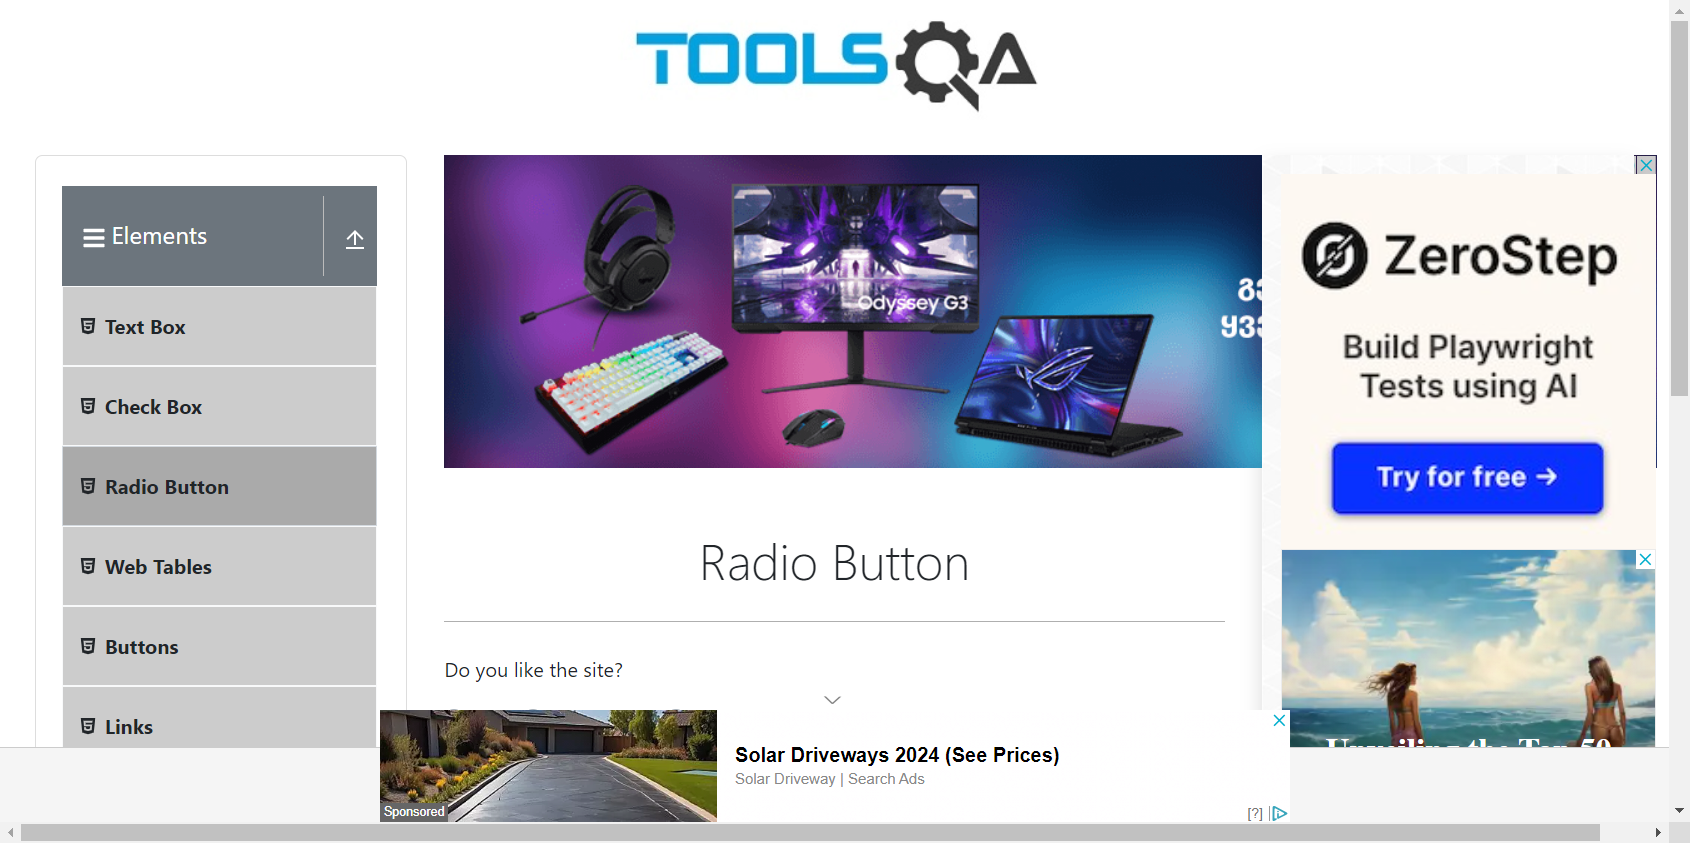 TOOLSQA
Elements
Text Box
Check Box
Radio Button
Web Tables
Buttons
Links
Odyssey G3
ZeroStep
Build Playwright
Tests using AI
Try for free →
Radio Button
Do you like the site?
Solar Driveways 2024 (See Prices)
Solar Driveway | Search Ads
Sponsored
[?]